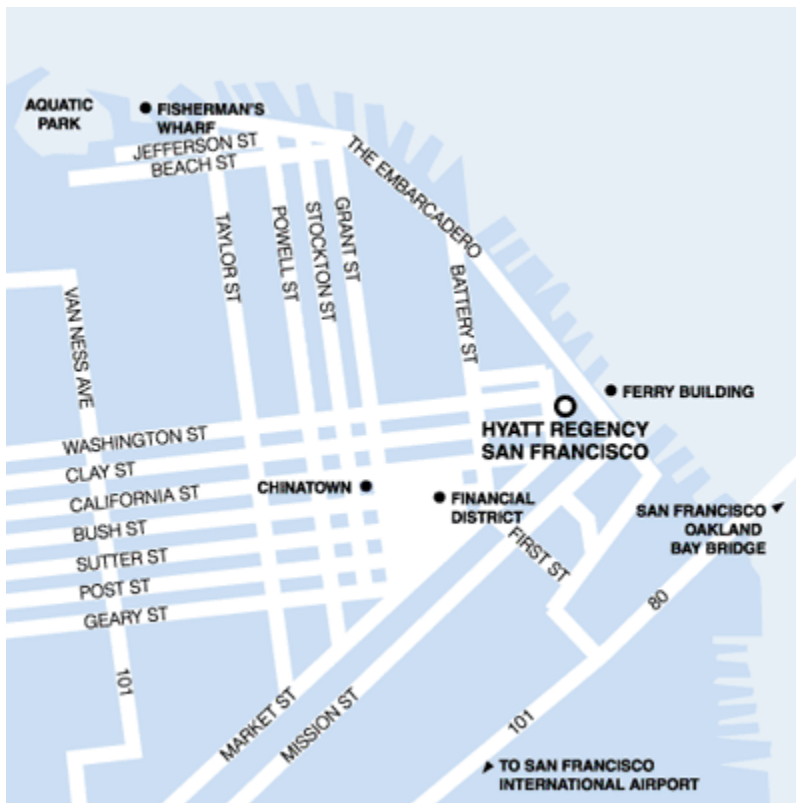 AQUATIC
PARK
FISHERMAN'S
WHARF
JEFFERSON ST
BEACH ST
THE EMBARCADERO
TAYLOR ST
POWELL ST
STOCKTON ST
GRANT ST
BATTERY ST
VAN NESS AVE
FERRY BUILDING
HYATT REGENCY
SAN FRANCISCO
WASHINGTON ST
CLAY ST
CALIFORNIA ST
BUSH ST
SUTTER ST
POST ST
GEARY ST
CHINATOWN
FINANCIAL
DISTRICT
FIRST ST
SAN FRANCISCO
OAKLAND
BAY BRIDGE
80
101
MARKET ST
MISSION ST
101
TO SAN FRANCISCO
INTERNATIONAL AIRPORT